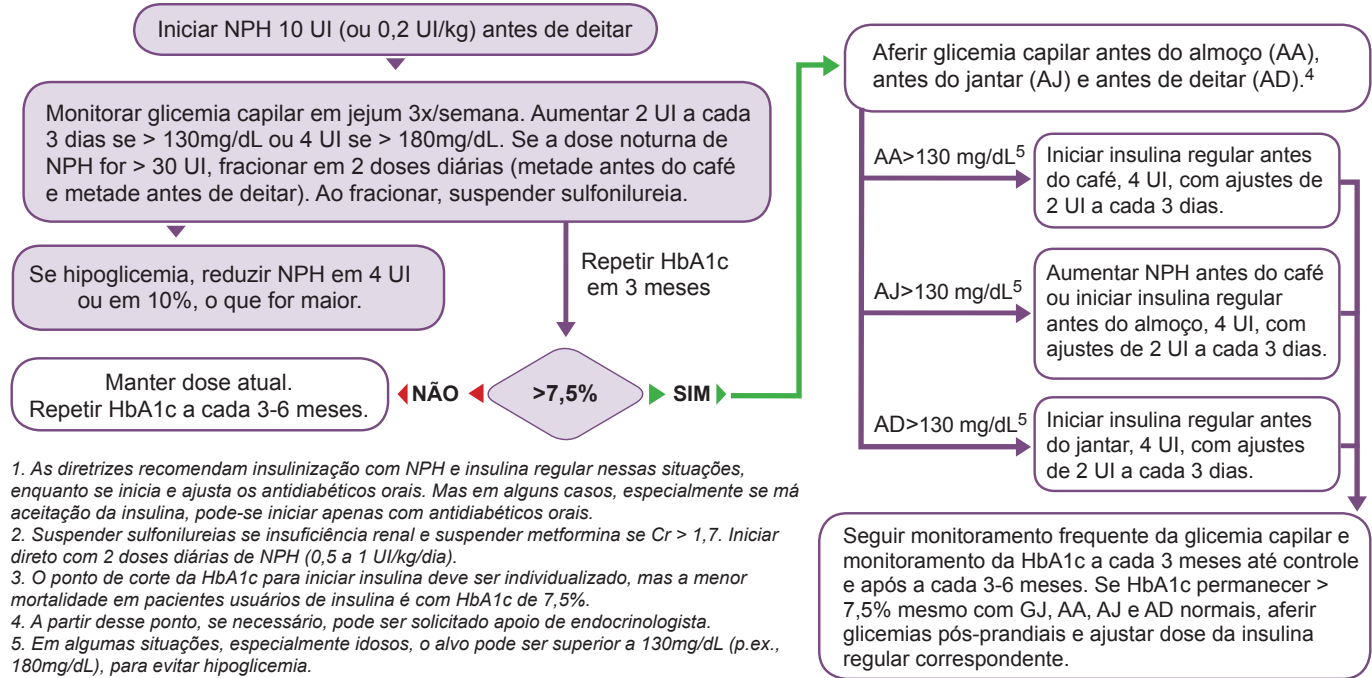 Iniciar NPH 10 UI (ou 0,2 UI/kg) antes de deitar
Monitorar glicemia capilar em jejum 3x/semana. Aumentar 2 UI a cada
3 dias se > 130mg/dL ou 4 UI se > 180mg/dL. Se a dose noturna de
NPH for > 30 UI, fracionar em 2 doses diárias (metade antes do café
e metade antes de deitar). Ao fracionar, suspender sulfonilureia.
Se hipoglicemia, reduzir NPH em 4 UI
ou em 10%, o que for maior.
Repetir HbA1c
em 3 meses
Manter dose atual.
Repetir HbA1c a cada 3-6 meses.
NÃO
>7,5%
SIM
Aferir glicemia capilar antes do almoço (AA),
antes do jantar (AJ) e antes de deitar (AD).4
AA>130 mg/dL5
Iniciar insulina regular antes
do café, 4 UI, com ajustes de
2 UI a cada 3 dias.
AJ>130 mg/dL5
Aumentar NPH antes do café
ou iniciar insulina regular
antes do almoço, 4 UI, com
ajustes de 2 UI a cada 3 dias.
AD>130 mg/dL5
Iniciar insulina regular antes
do jantar, 4 UI, com ajustes
de 2 UI a cada 3 dias.
Seguir monitoramento frequente da glicemia capilar e
monitoramento da HbA1c a cada 3 meses até controle
e após a cada 3-6 meses. Se HbA1c permanecer >
7,5% mesmo com GJ, AA, AJ e AD normais, aferir
glicemias pós-prandiais e ajustar dose da insulina
regular correspondente.
1. As diretrizes recomendam insulinização com NPH e insulina regular nessas situações,
enquanto se inicia e ajusta os antidiabéticos orais. Mas em alguns casos, especialmente se má
aceitação da insulina, pode-se iniciar apenas com antidiabéticos orais.
2. Suspender sulfonilureias se insuficiência renal e suspender metformina se Cr > 1,7. Iniciar
direto com 2 doses diárias de NPH (0,5 a 1 UI/kg/dia).
3. O ponto de corte da HbA1c para iniciar insulina deve ser individualizado, mas a menor
mortalidade em pacientes usuários de insulina é com HbA1c de 7,5%.
4. A partir desse ponto, se necessário, pode ser solicitado apoio de endocrinologista.
5. Em algumas situações, especialmente idosos, o alvo pode ser superior a 130mg/dL (p.ex.,
180mg/dL), para evitar hipoglicemia.